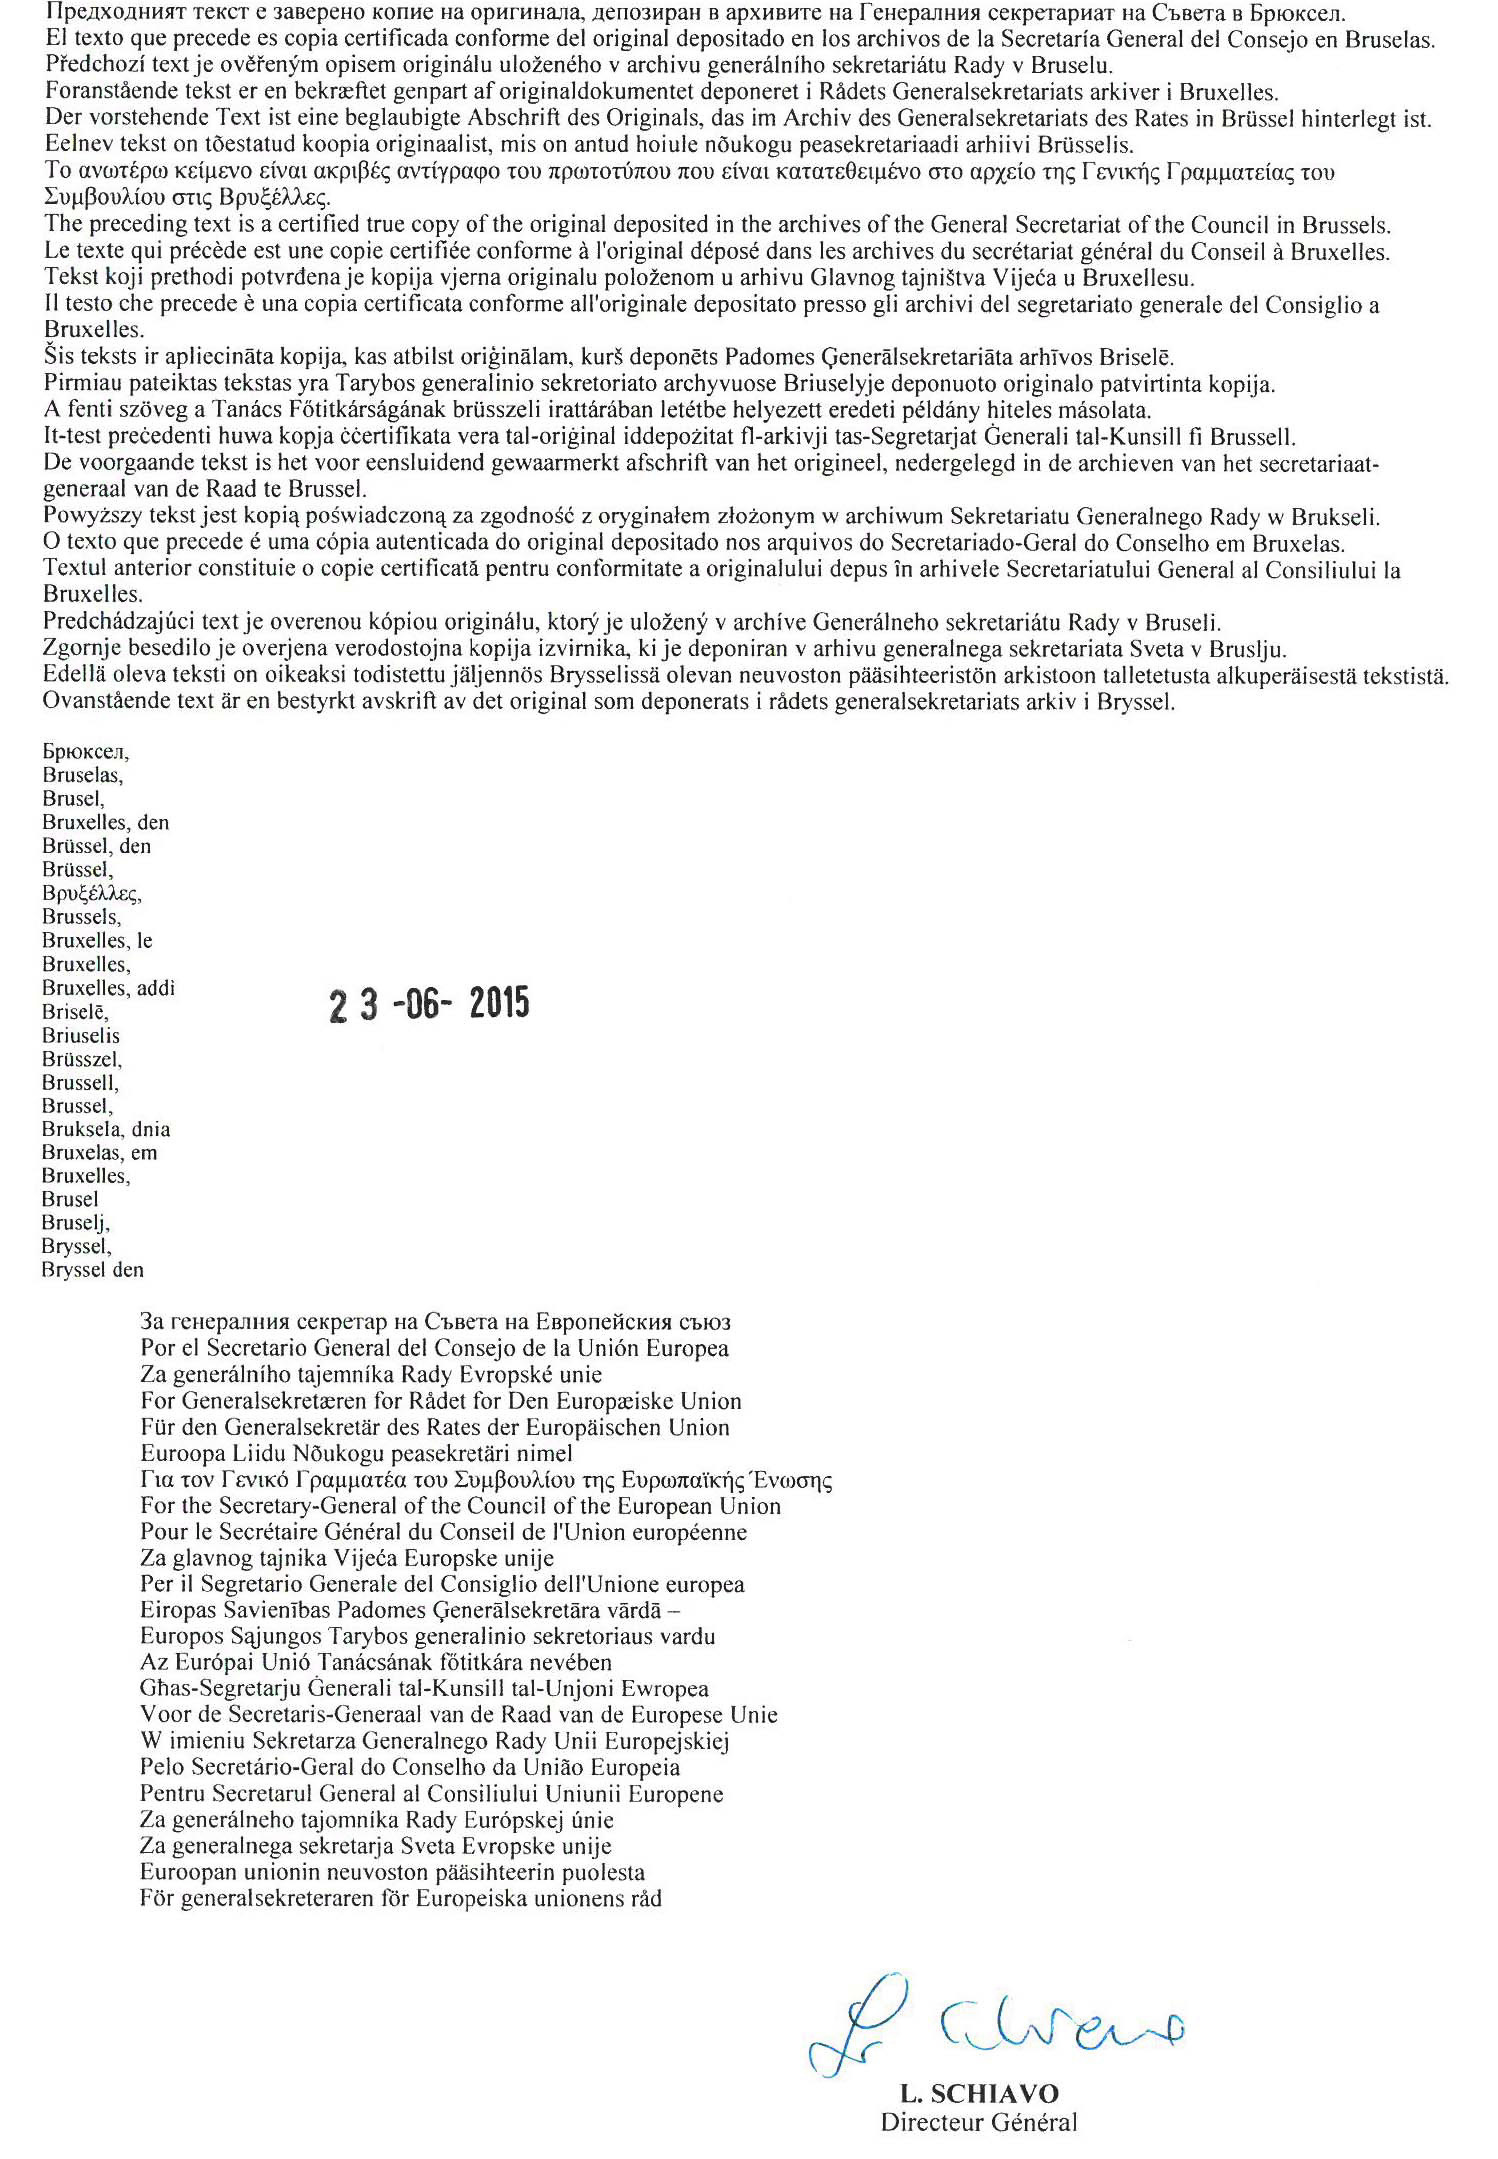 Предходният текст е заверено копие на оригинала, депозиран в архивите на Генералния секретариат на Съвета в Брюксел.
El texto que precede es copia certificada conforme del original depositado en los archivos de la Secretaría General del Consejo en Bruselas.
Předchozí text je ověřeným opisem originálu uloženého v archivu generálního sekretariátu Rady v Bruselu.
Foranstående tekst er en bekræftet genpart af originaldokumentet deponeret i Rådets Generalsekretariats arkiver i Bruxelles.
Der vorstehende Text ist eine beglaubigte Abschrift des Originals, das im Archiv des Generalsekretariats des Rates in Brüssel hinterlegt ist.
Eelnev tekst on tõestatud koopia originaalist, mis on antud hoiule nõukogu peasekretariaadi arhiivi Brüsselis.
Το ανωτέρω κείμενο είναι ακριβές αντίγραφο του πρωτοτύπου που είναι κατατεθειμένο στο αρχείο της Γενικής Γραμματείας του
Συμβουλίου στις Βρυξέλλες.
The preceding text is a certified true copy of the original deposited in the archives of the General Secretariat of the Council in Brussels.
Le texte qui précède est une copie certifiée conforme à l'original déposé dans les archives du secrétariat général du Conseil à Bruxelles.
Tekst koji prethodi potvrđena je kopija vjerna originalu položenom u arhivu Glavnog tajništva Vijeća u Bruxellesu.
Il testo che precede è una copia certificata conforme all'originale depositato presso gli archivi del segretariato generale del Consiglio a
Bruxelles.
Šis teksts ir apliecināta kopija, kas atbilst oriģinālam, kurš deponēts Padomes Ģenerālsekretariāta arhīvos Briselē.
Pirmiau pateiktas tekstas yra Tarybos generalinio sekretoriato archyvuose Briuselyje deponuoto originalo patvirtinta kopija.
A fenti szöveg a Tanács Főtitkárságának brüsszeli irattárában letétbe helyezett eredeti példány hiteles másolata.
It-test preċedenti huwa kopja ċċertifikata vera tal-oriġinal iddepożitat fl-arkivji tas-Segretarjat Ġenerali tal-Kunsill fi Brussell.
De voorgaande tekst is het voor eensluidend gewaarmerkt afschrift van het origineel, nedergelegd in de archieven van het secretariaat-
generaal van de Raad te Brussel.
Powyższy tekst jest kopią poświadczoną za zgodność z oryginałem złożonym w archiwum Sekretariatu Generalnego Rady w Brukseli.
O texto que precede é uma cópia autenticada do original depositado nos arquivos do Secretariado-Geral do Conselho em Bruxelas.
Textul anterior constituie o copie certificată pentru conformitate a originalului depus în arhivele Secretariatului General al Consiliului la
Bruxelles.
Predchádzajúci text je overenou kópiou originálu, ktorý je uložený v archíve Generálneho sekretariátu Rady v Bruseli.
Zgornje besedilo je overjena verodostojna kopija izvirnika, ki je deponiran v arhivu generalnega sekretariata Sveta v Bruslju.
Edellä oleva teksti on oikeaksi todistettu jäljennös Brysselissä olevan neuvoston pääsihteeristön arkistoon talletetusta alkuperäisestä tekstistä.
Ovanstående text är en bestyrkt avskrift av det original som deponerats i rådets generalsekretariats arkiv i Bryssel.
Брюксел,
Bruselas,
Brusel,
Bruxelles, den
Brüssel, den
Brüssel,
Βρυξέλλες,
Brussels,
Bruxelles, le
Bruxelles,
Bruxelles, addì
Briselē,
Briuselis
Brüsszel,
Brussell,
Brussel,
Bruksela, dnia
Bruxelas, em
Bruxelles,
Brusel
Bruselj,
Bryssel,
Bryssel den
23 -06- 2015
За генералния секретар на Съвета на Европейския съюз
Por el Secretario General del Consejo de la Unión Europea
Za generálního tajemníka Rady Evropské unie
For Generalsekretæren for Rådet for Den Europæiske Union
Für den Generalsekretär des Rates der Europäischen Union
Euroopa Liidu Nõukogu peasekretäri nimel
Για τον Γενικό Γραμματέα του Συμβουλίου της Ευρωπαϊκής Ένωσης
For the Secretary-General of the Council of the European Union
Pour le Secrétaire Général du Conseil de l'Union européenne
Za glavnog tajnika Vijeća Europske unije
Per il Segretario Generale del Consiglio dell'Unione europea
Eiropas Savienības Padomes Ģenerālsekretāra vārdā –
Europos Sąjungos Tarybos generalinio sekretoriaus vardu
Az Európai Unió Tanácsának főtitkára nevében
Għas-Segretarju Ġenerali tal-Kunsill tal-Unjoni Ewropea
Voor de Secretaris-Generaal van de Raad van de Europese Unie
W imieniu Sekretarza Generalnego Rady Unii Europejskiej
Pelo Secretário-Geral do Conselho da União Europeia
Pentru Secretarul General al Consiliului Uniunii Europene
Za generálneho tajomníka Rady Európskej únie
Za generalnega sekretarja Sveta Evropske unije
Euroopan unionin neuvoston pääsihteerin puolesta
För generalsekreteraren för Europeiska unionens råd
L. SCHIAVO
Directeur Général